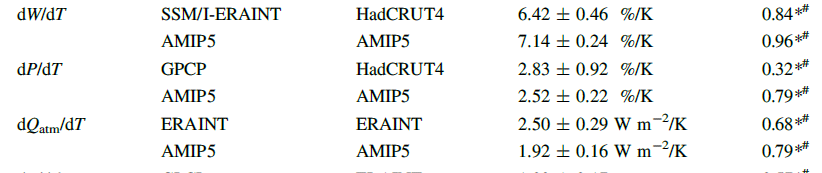 dW/dT SSM/I-ERAINT HadCRUT4 6.42 ± 0.46 %/K 0.84*#
AMIP5 AMIP5 7.14 ± 0.24 %/K 0.96*#
dP/dT GPCP HadCRUT4 2.83 ± 0.92 %/K 0.32*#
AMIP5 AMIP5 2.52 ± 0.22 %/K 0.79*#
dQatm/dT ERAINT ERAINT 2.50 ± 0.29 W m−2/K 0.68*#
AMIP5 AMIP5 1.92 ± 0.16 W m−2/K 0.79*#